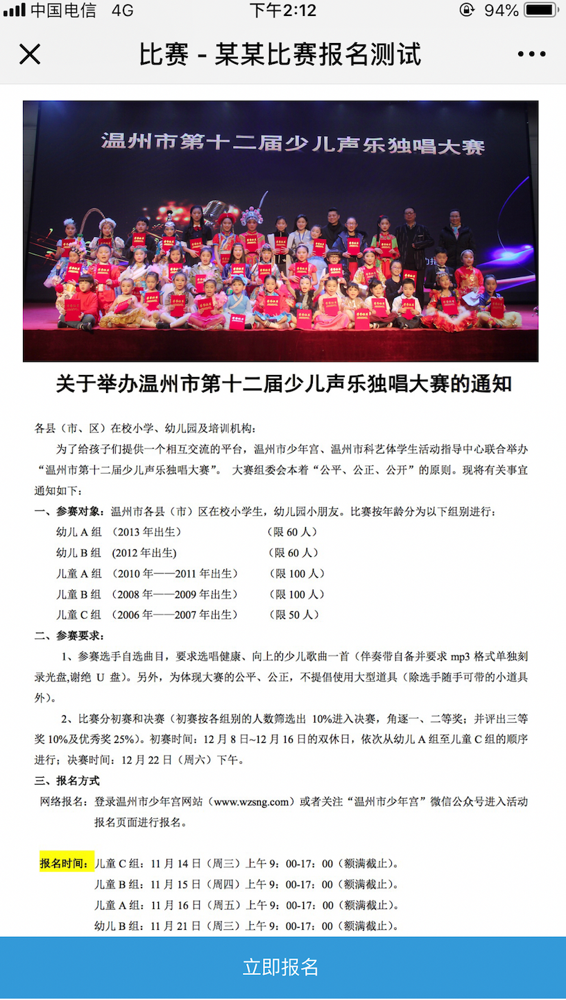 中国电信 4G 下午2:12 94%
比赛 - 某某比赛报名测试
温州市第十二届少儿声乐独唱大赛
关于举办温州市第十二届少儿声乐独唱大赛的通知
各县（市、区）在校小学、幼儿园及培训机构：
为了给孩子们提供一个相互交流的平台，温州市少年宫、温州市科艺体学生活动指导中心联合举办
“温州市第十二届少儿声乐独唱大赛”。 大赛组委会本着“公平、公正、公开”的原则。现将有关事宜
通知如下：
一、参赛对象：温州市各县（市）区在校小学生，幼儿园小朋友。比赛按年龄分为以下组别进行：
幼儿 A 组 （2013 年出生） （限 60 人）
幼儿 B 组 (2012 年出生) （限 60 人）
儿童 A 组 （2010 年——2011 年出生） （限 100 人）
儿童 B 组 （2008 年——2009 年出生） （限 100 人）
儿童 C 组 （2006 年——2007 年出生） （限 50 人）
二、参赛要求：
1、参赛选手自选曲目，要求选唱健康、向上的少儿歌曲一首（伴奏带自备并要求 mp3 格式单独刻
录光盘,谢绝 U 盘）。另外，为体现大赛的公平、公正，不提倡使用大型道具（除选手随手可带的小道具
外）。
2、比赛分初赛和决赛（初赛按各组别的人数筛选出 10%进入决赛，角逐一、二等奖；并评出三等
奖 10%及优秀奖 25%）。初赛时间：12 月 8 日~12 月 16 日的双休日，依次从幼儿 A 组至儿童 C 组的顺序
进行；决赛时间：12 月 22 日（周六）下午。
三、报名方式
网络报名：登录温州市少年宫网站（www.wzsng.com）或者关注“温州市少年宫”微信公众号进入活动
报名页面进行报名。
报名时间：儿童 C 组：11 月 14 日（周三）上午 9：00-17：00（额满截止）。
儿童 B 组：11 月 15 日（周四）上午 9：00-17：00（额满截止）。
儿童 A 组：11 月 16 日（周五）上午 9：00-17：00（额满截止）。
幼儿 B 组：11 月 21 日（周三）上午 9：00-17：00（额满截止）。
立即报名